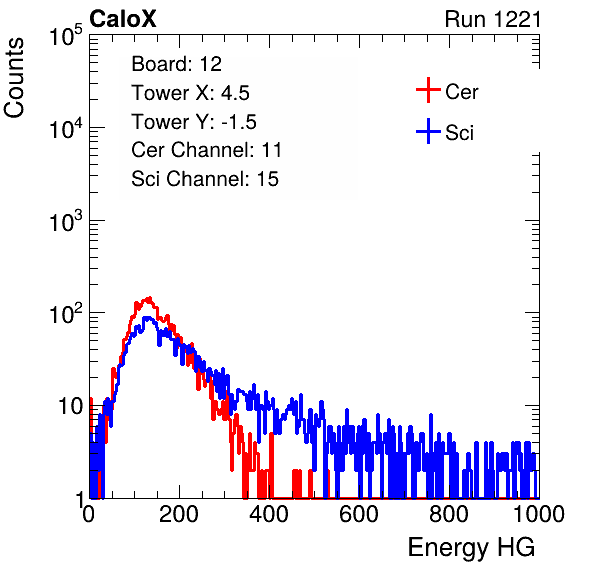 CaloX Run 1221
Counts
10^5
10^4
10^3
10^2
10
1
Board: 12
Tower X: 4.5
Tower Y: -1.5
Cer Channel: 11
Sci Channel: 15
Cer
Sci
0 200 400 600 800 1000
Energy HG